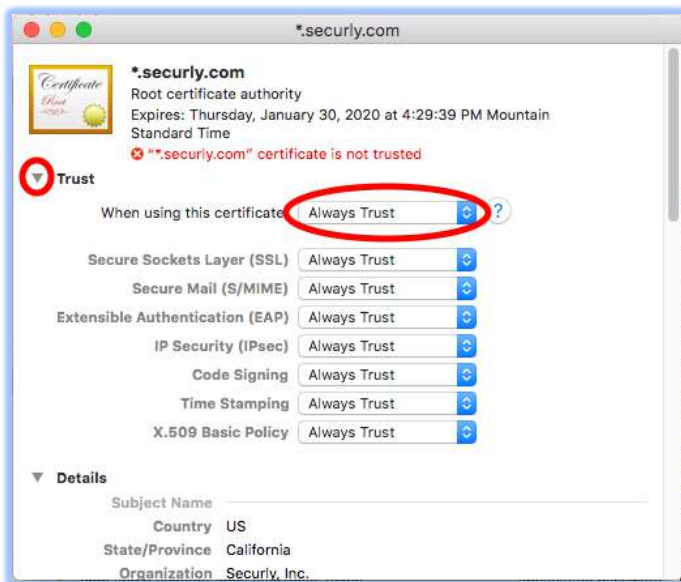 *.securly.com
Certificate
Root
*.securly.com
Root certificate authority
Expires: Thursday, January 30, 2020 at 4:29:39 PM Mountain
Standard Time
"*.securly.com" certificate is not trusted
Trust
When using this certificate Always Trust ?
Secure Sockets Layer (SSL) Always Trust
Secure Mail (S/MIME) Always Trust
Extensible Authentication (EAP) Always Trust
IP Security (IPsec) Always Trust
Code Signing Always Trust
Time Stamping Always Trust
X.509 Basic Policy Always Trust
Details
Subject Name
Country US
State/Province California
Organization Securly, Inc.